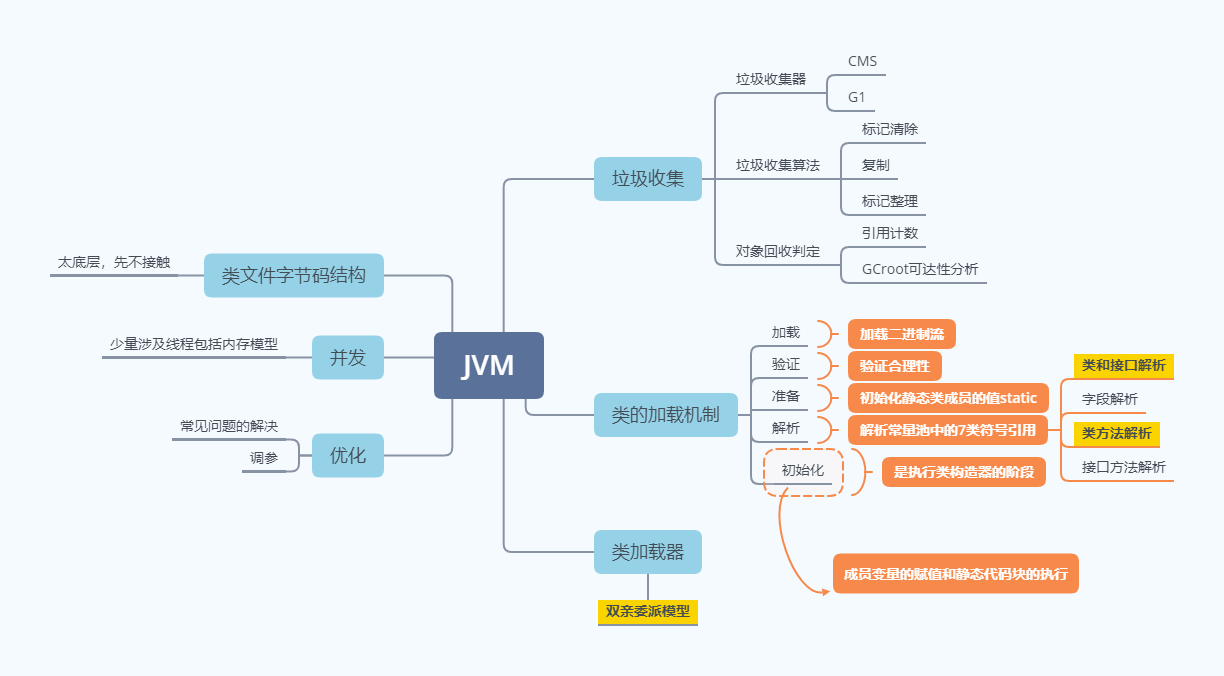 JVM
垃圾收集
垃圾收集器
CMS
G1
垃圾收集算法
标记清除
复制
标记整理
对象回收判定
引用计数
GCroot可达性分析
类的加载机制
加载
加载二进制流
验证
验证合理性
准备
初始化静态类成员的值static
解析
解析常量池中的7类符号引用
类和接口解析
字段解析
类方法解析
接口方法解析
初始化
是执行类构造器的阶段
成员变量的赋值和静态代码块的执行
类加载器
双亲委派模型
类文件字节码结构
太底层，先不接触
并发
少量涉及线程包括内存模型
优化
常见问题的解决
调参